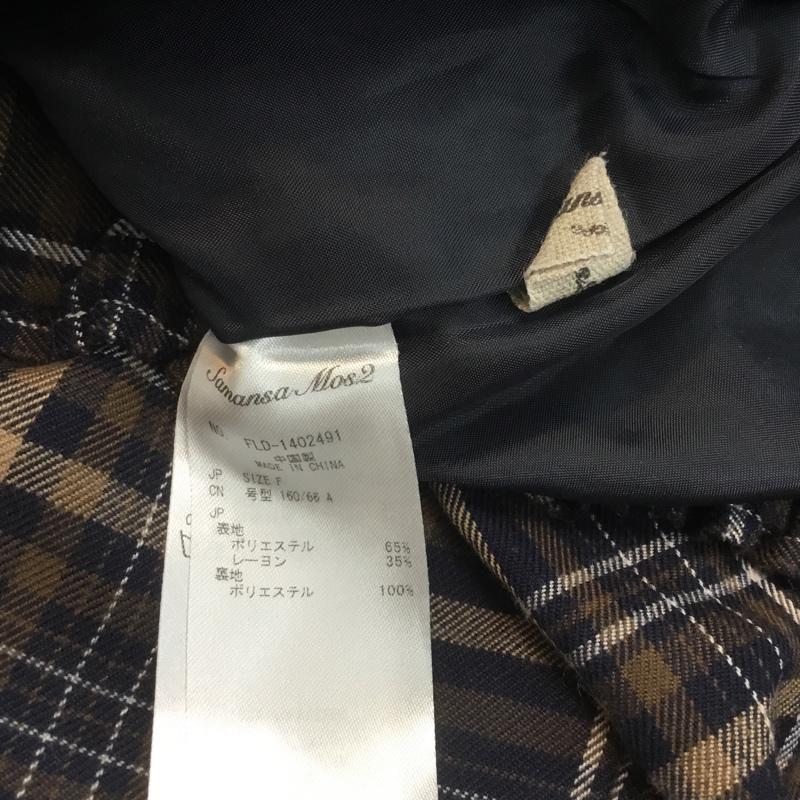 Samansa Mos2
NO. FLD-1402491
中国製
MADE IN CHINA
JP SIZE F
CN 号型 160/66 A
JP
表地
ポリエステル 65%
レーヨン 35%
裏地
ポリエステル 100%